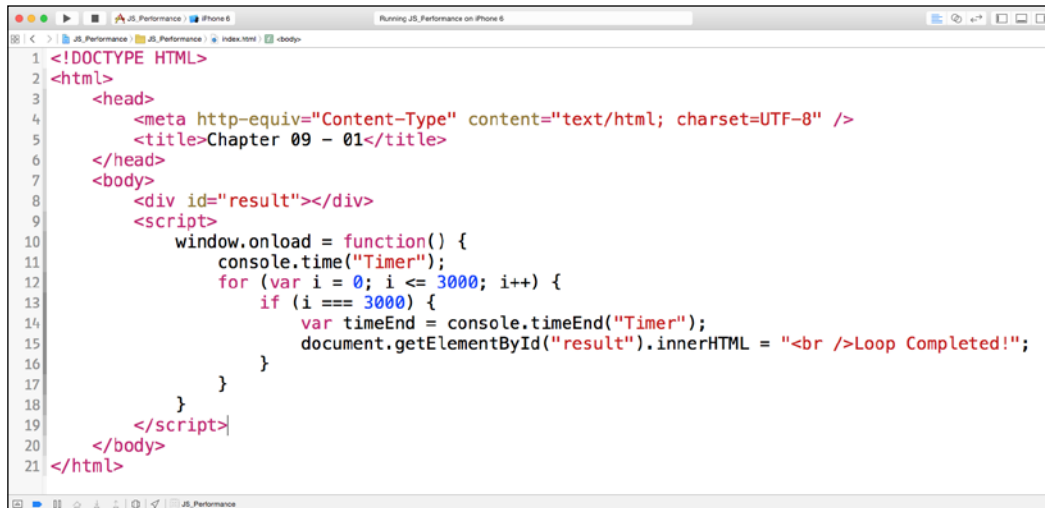 JS_Performance iPhone 6 Running JS_Performance on iPhone 6
JS_Performance JS_Performance index.html <body>
1 <!DOCTYPE HTML>
2 <html>
3 <head>
4 <meta http-equiv="Content-Type" content="text/html; charset=UTF-8" />
5 <title>Chapter 09 – 01</title>
6 </head>
7 <body>
8 <div id="result"></div>
9 <script>
10 window.onload = function() {
11 console.time("Timer");
12 for (var i = 0; i <= 3000; i++) {
13 if (i === 3000) {
14 var timeEnd = console.timeEnd("Timer");
15 document.getElementById("result").innerHTML = "<br />Loop Completed!";
16 }
17 }
18 }
19 </script>
20 </body>
21 </html>
JS_Performance